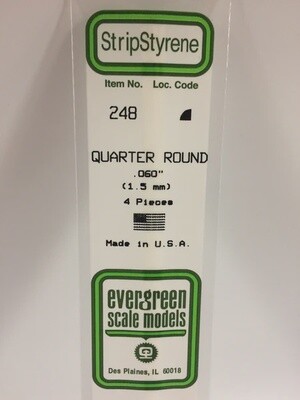 StripStyrene
Item No. Loc. Code
248
QUARTER ROUND
.060"
(1.5 mm)
4 Pieces
Made in U.S.A.
evergreen
scale models
Des Plaines, IL 60018